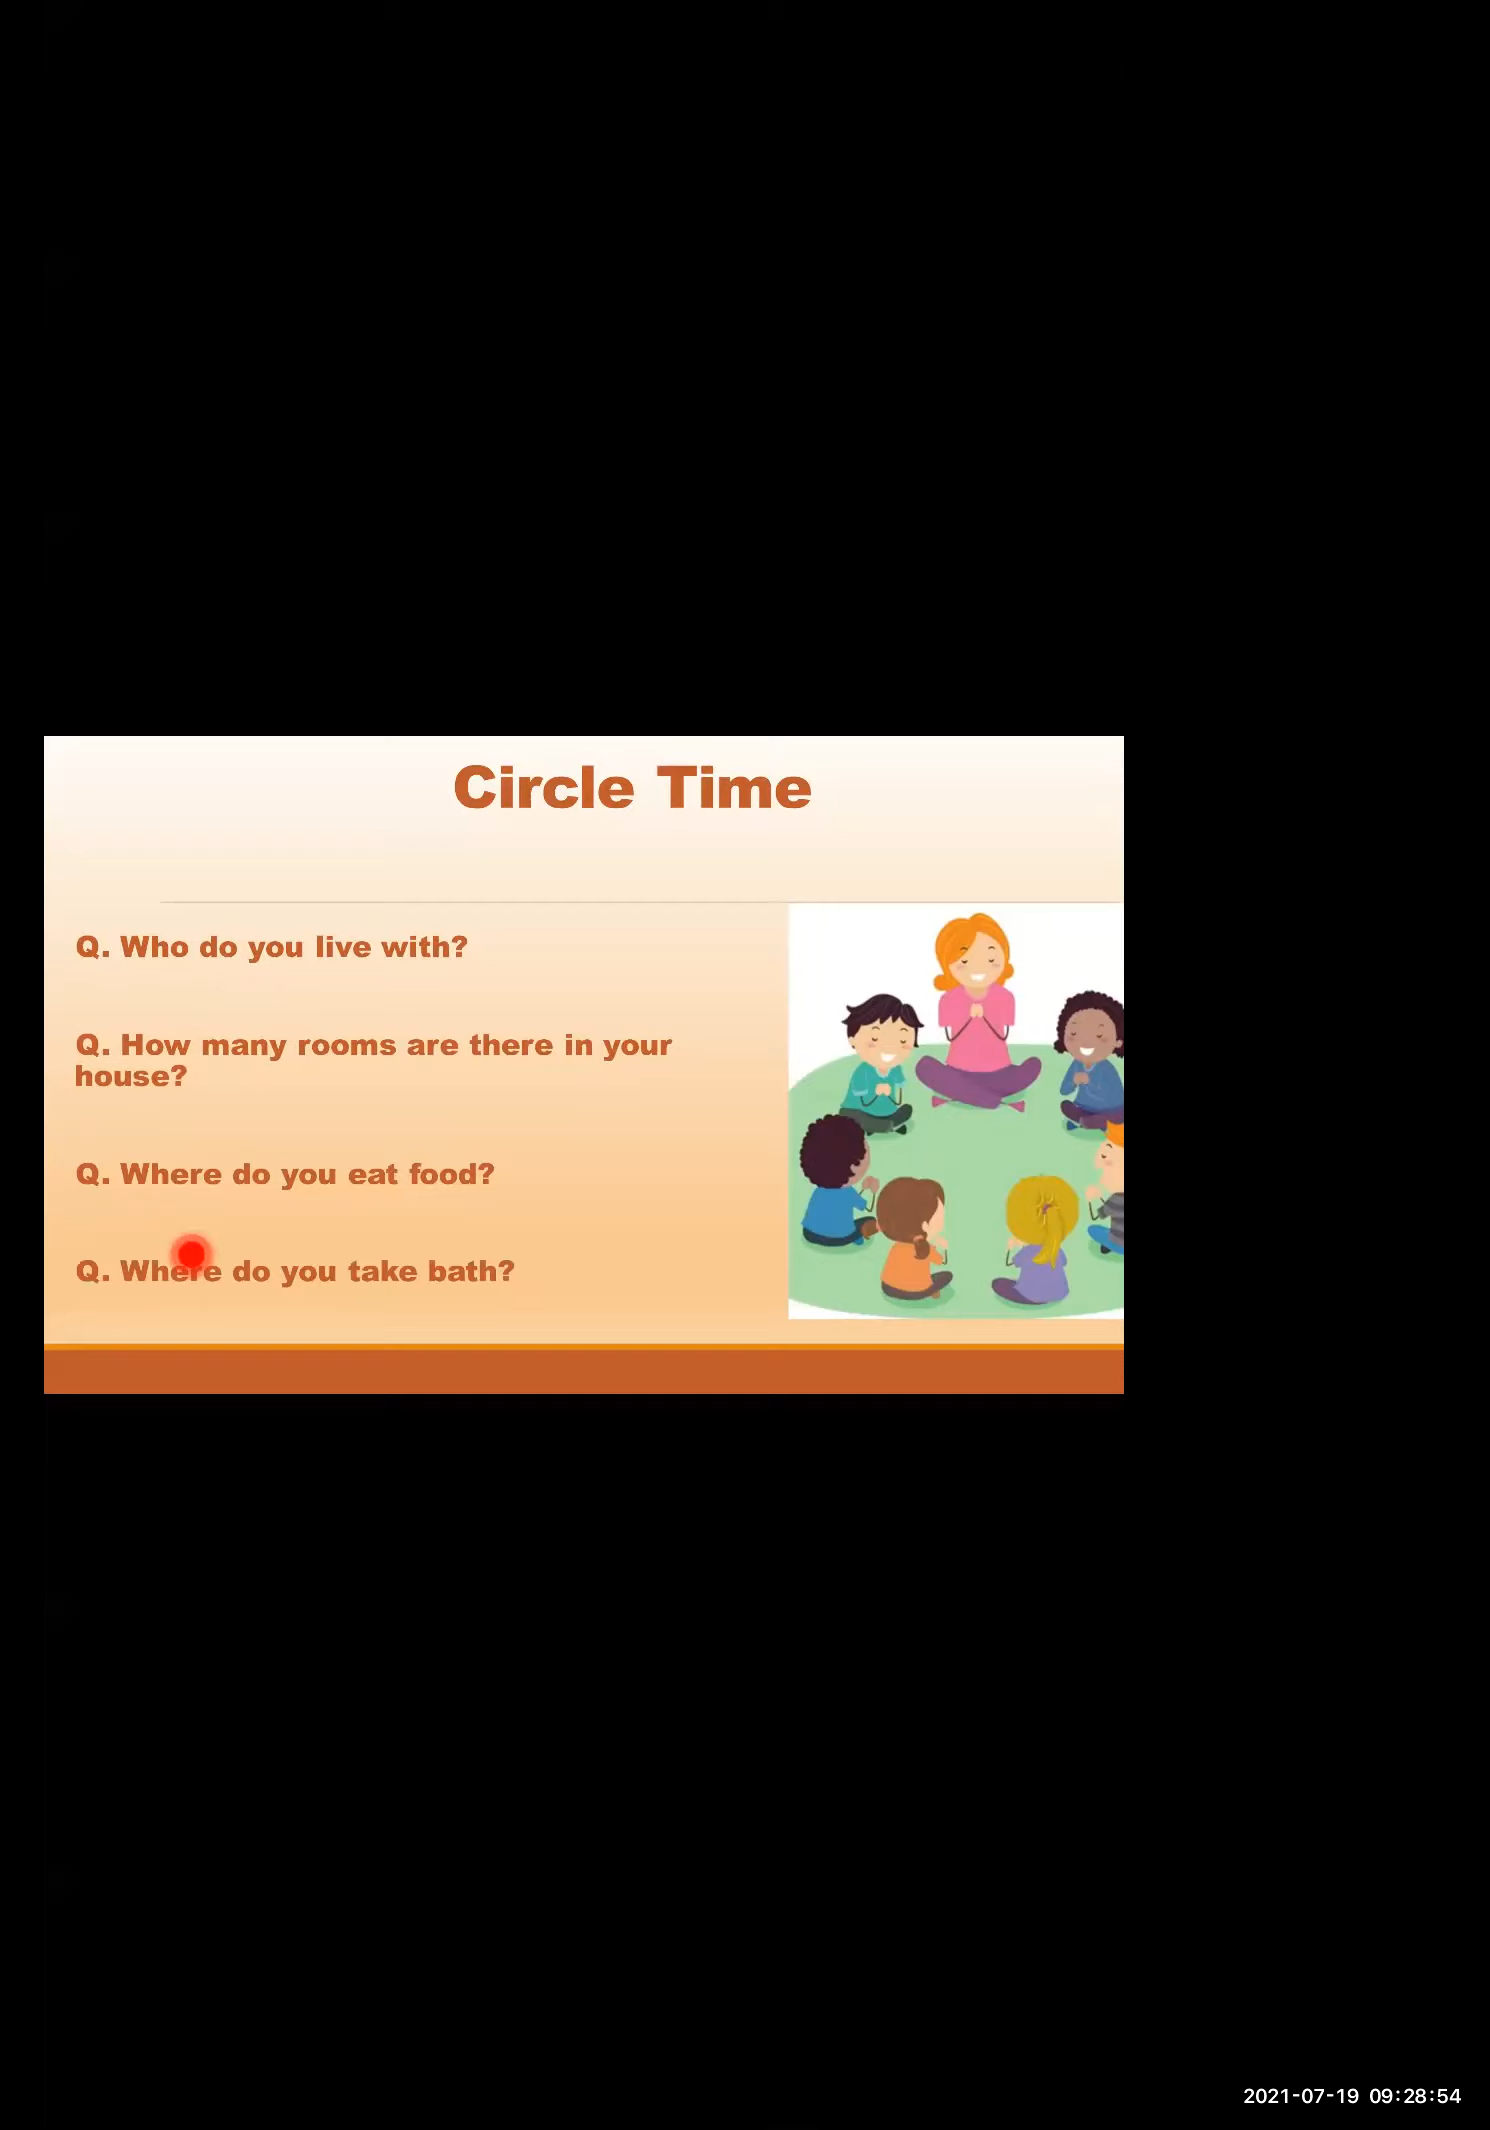 Circle Time
Q. Who do you live with?
Q. How many rooms are there in your
house?
Q. Where do you eat food?
Q. Where do you take bath?
2021-07-19 09:28:54